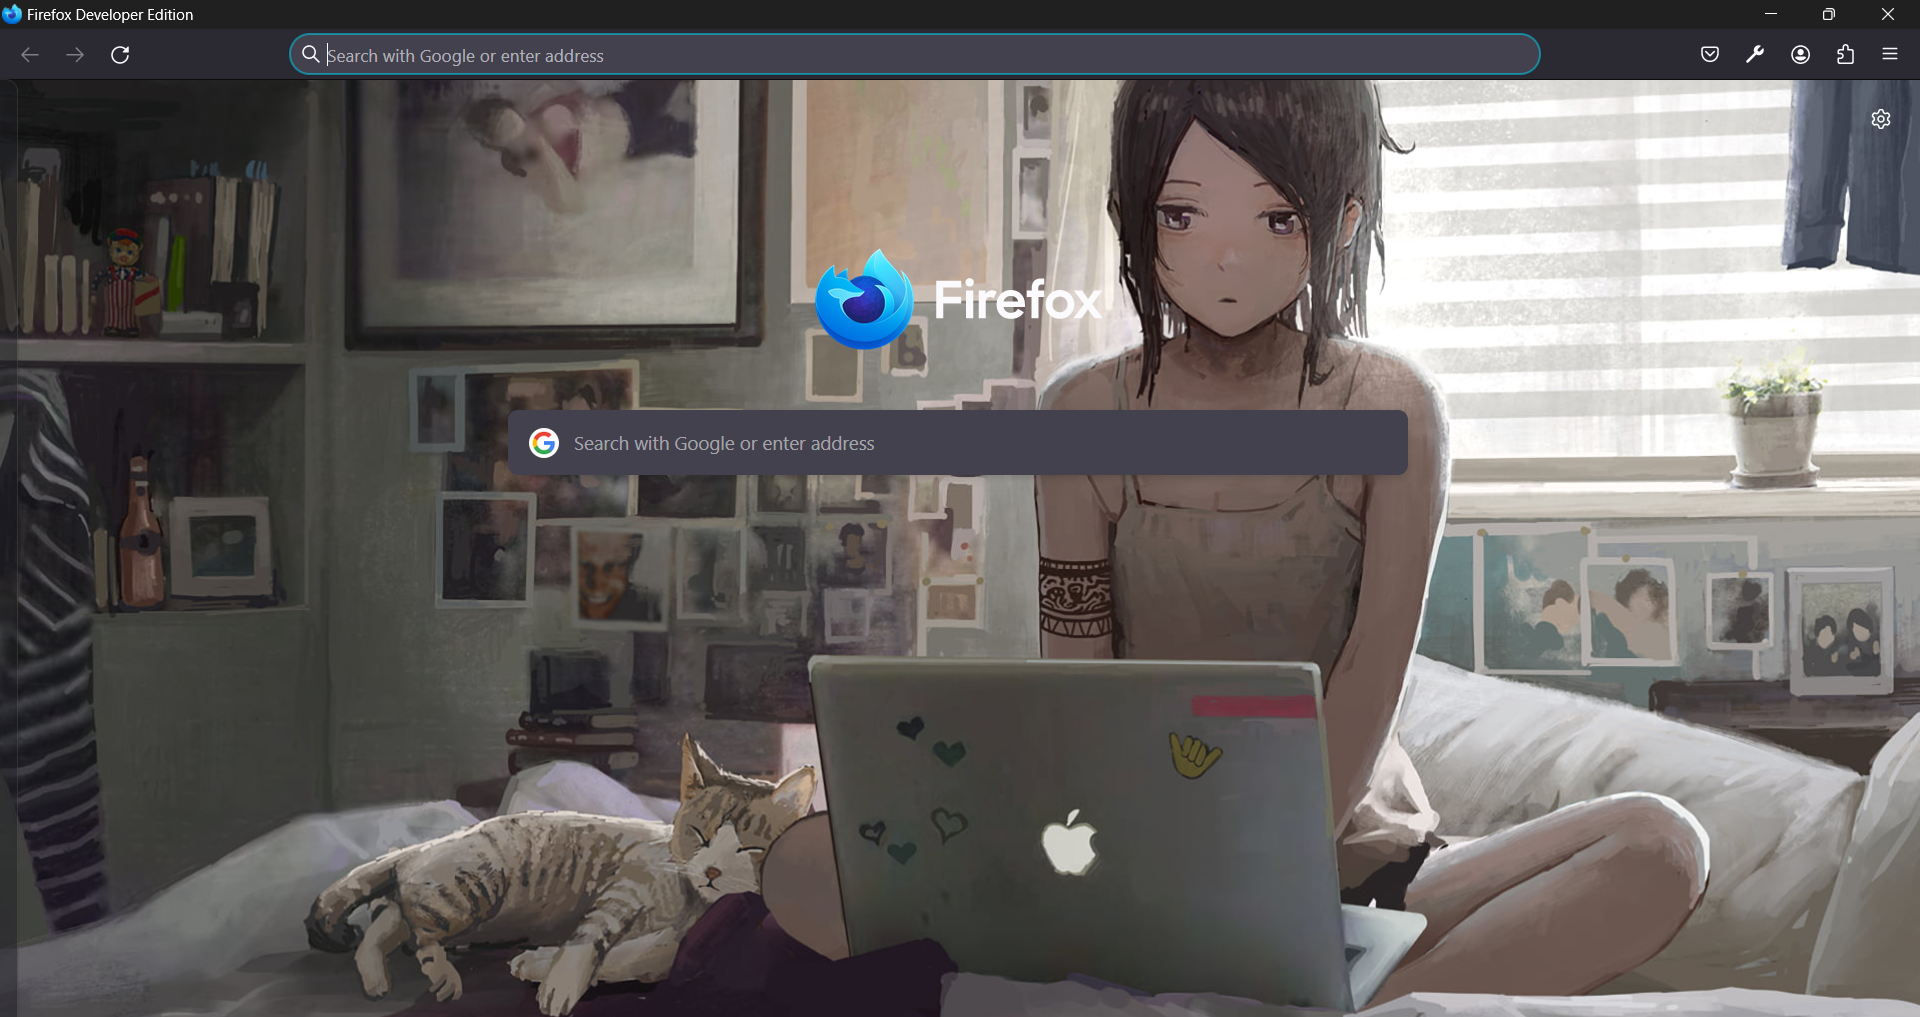 Firefox Developer Edition
Search with Google or enter address
Firefox
Search with Google or enter address